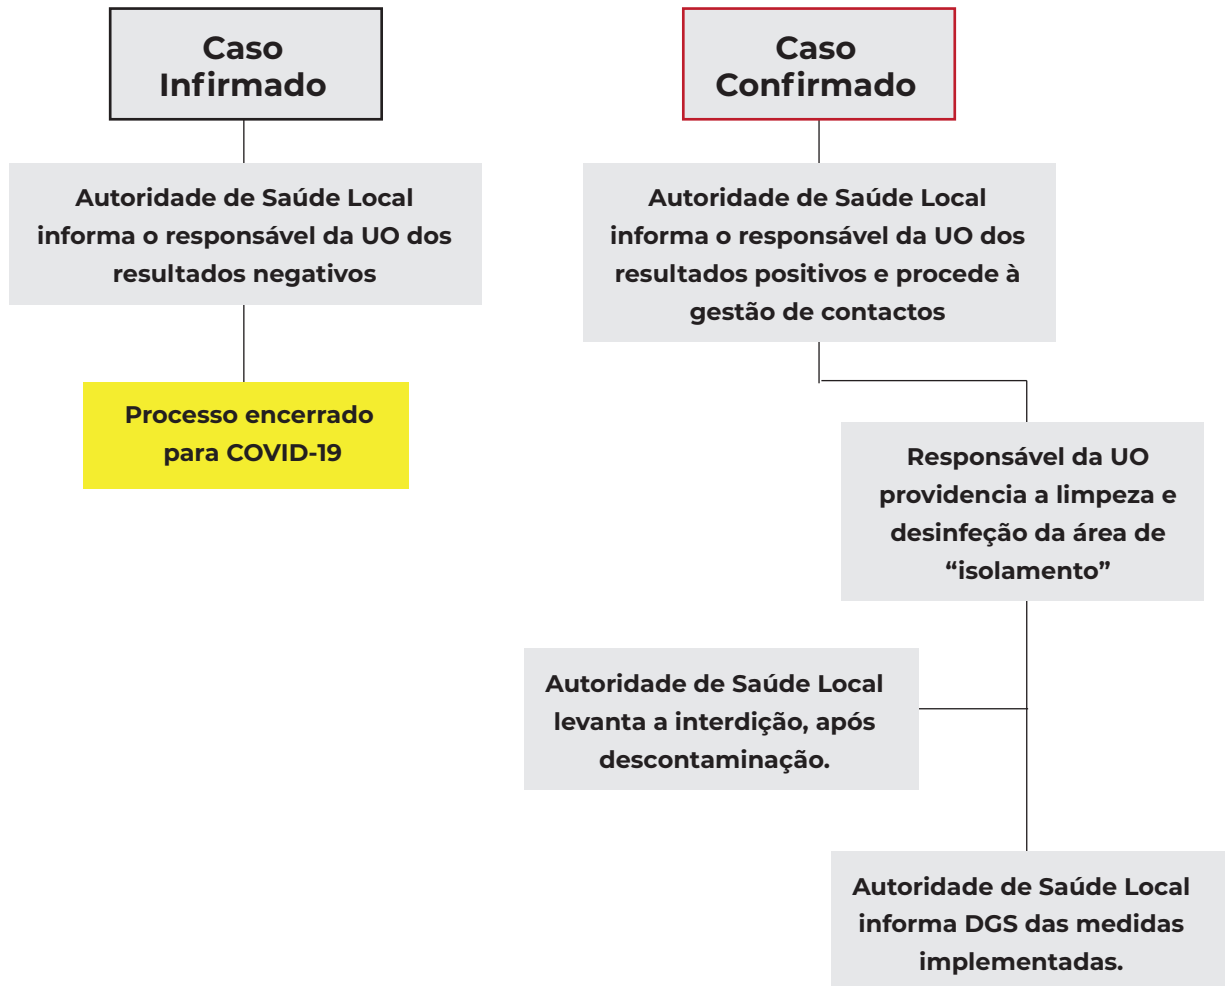 Caso
Infirmado
Autoridade de Saúde Local
informa o responsável da UO dos
resultados negativos
Processo encerrado
para COVID-19
Caso
Confirmado
Autoridade de Saúde Local
informa o responsável da UO dos
resultados positivos e procede à
gestão de contactos
Responsável da UO
providencia a limpeza e
desinfeção da área de
“isolamento”
Autoridade de Saúde Local
levanta a interdição, após
descontaminação.
Autoridade de Saúde Local
informa DGS das medidas
implementadas.